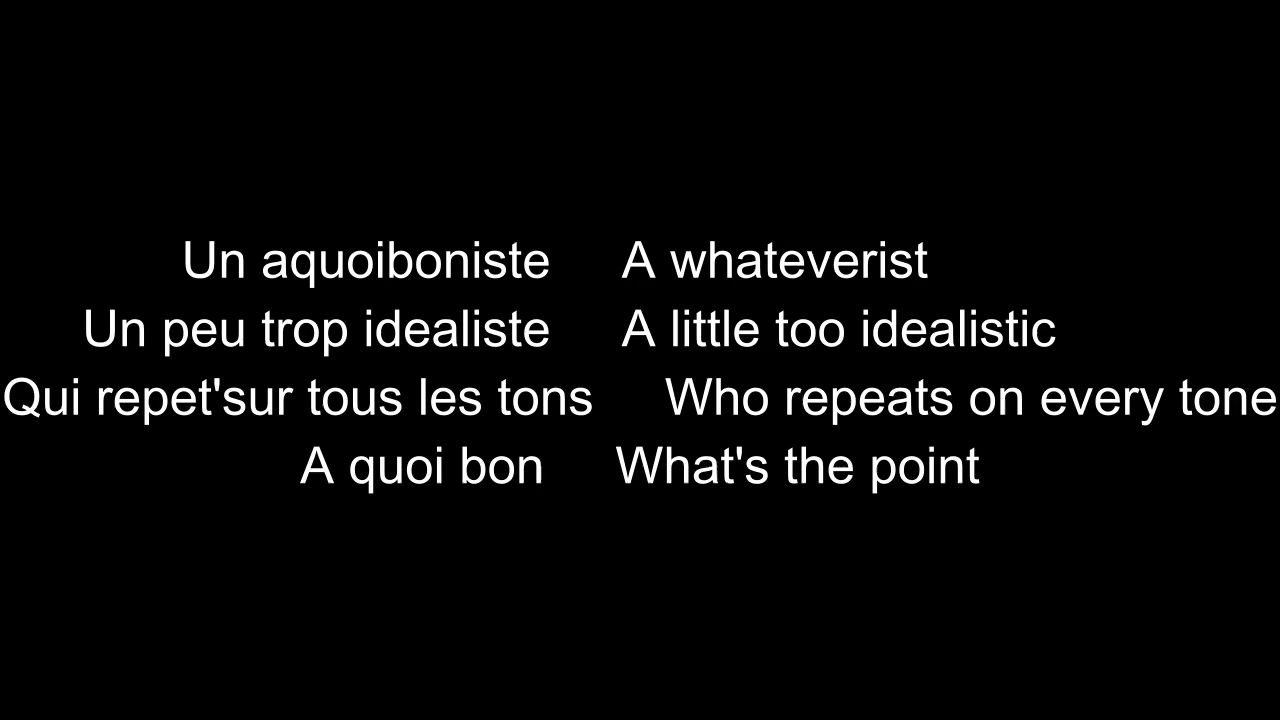 Un aquoiboniste A whateverist
Un peu trop idealiste A little too idealistic
Qui repet'sur tous les tons Who repeats on every tone
A quoi bon What's the point